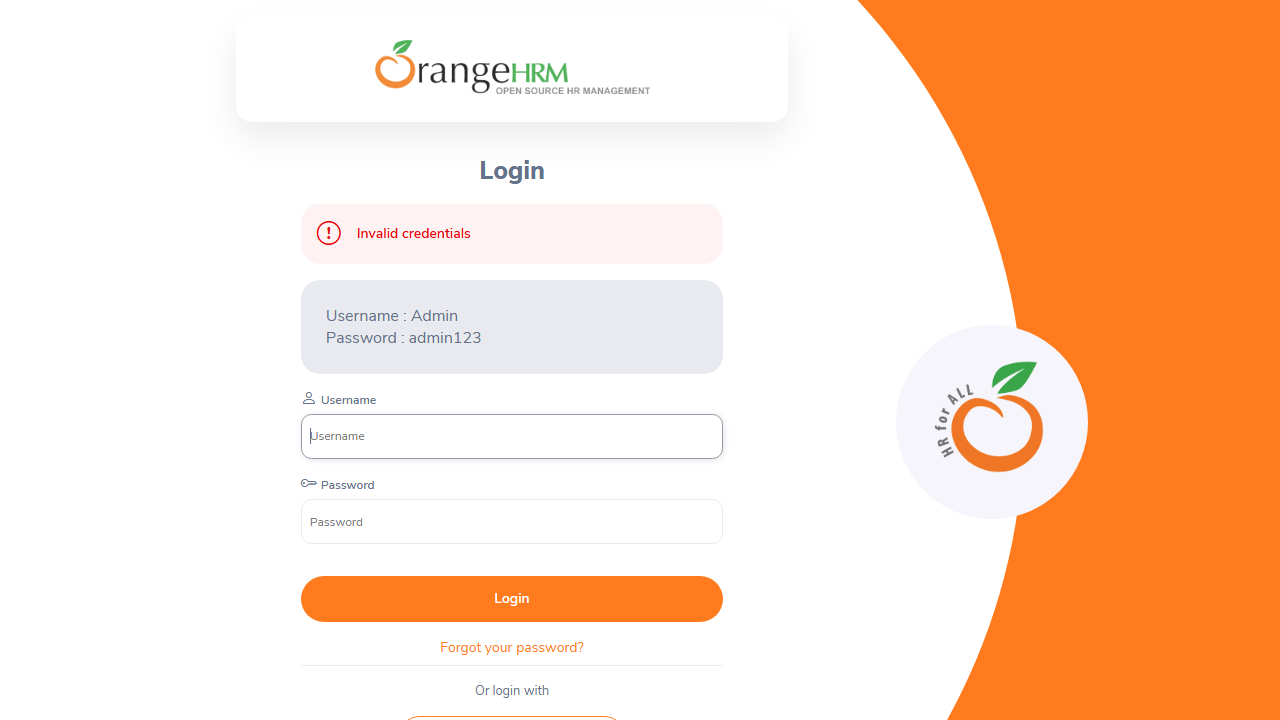 OrangeHRM
OPEN SOURCE HR MANAGEMENT
Login
Invalid credentials
Username : Admin
Password : admin123
Username
Username
Password
Password
Login
Forgot your password?
Or login with
HR for ALL